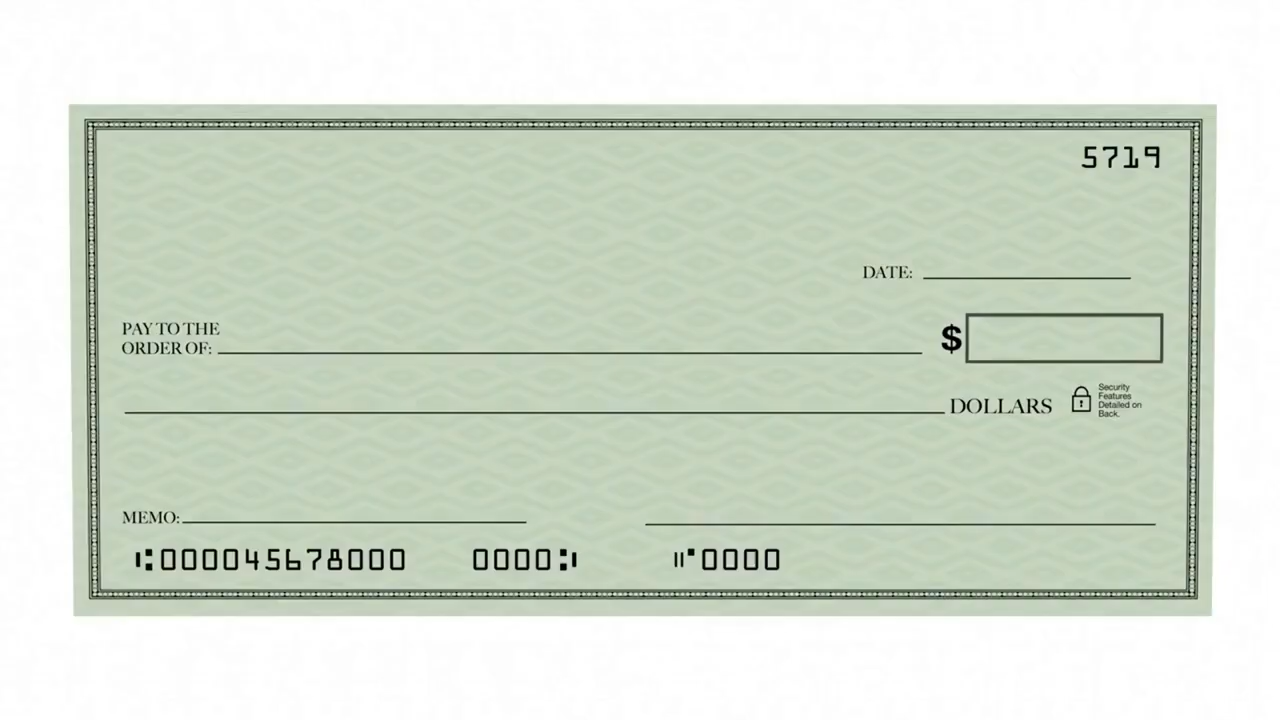 5719
DATE:
PAY TO THE
ORDER OF:
$
DOLLARS
Security
Features
Detailed on
Back.
MEMO:
⑆000045678000 0000⑆ ⑈0000